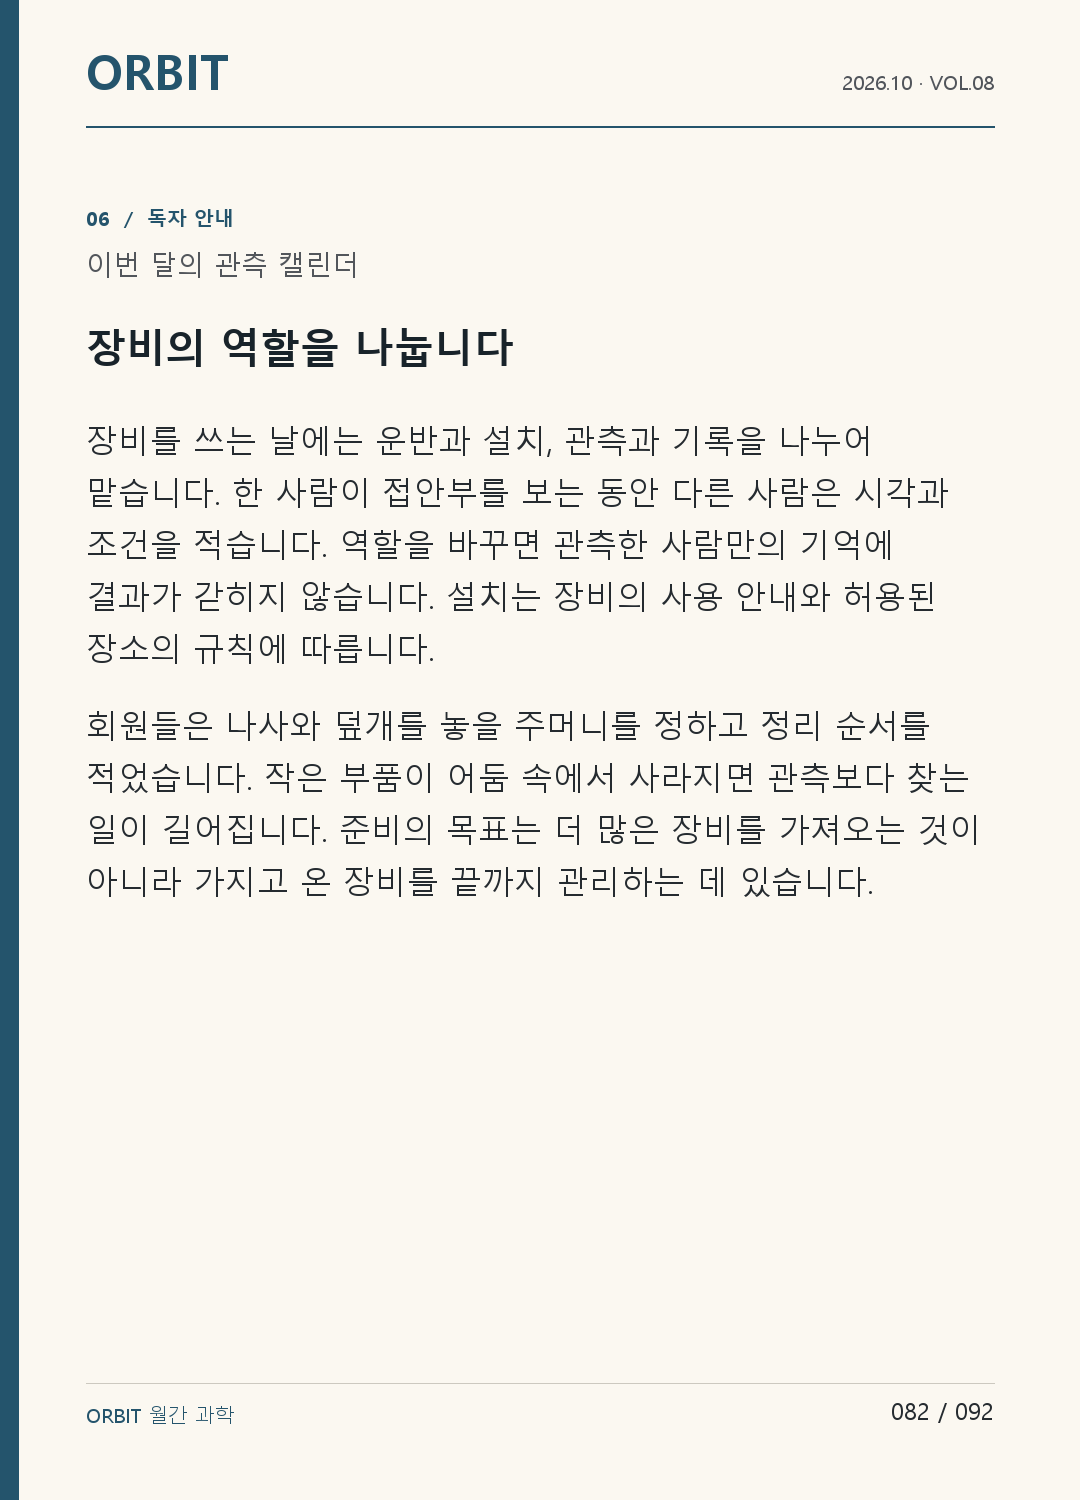 ORBIT
2026.10 · VOL.08
06 / 독자 안내
이번 달의 관측 캘린더
장비의 역할을 나눕니다
장비를 쓰는 날에는 운반과 설치, 관측과 기록을 나누어
맡습니다. 한 사람이 접안부를 보는 동안 다른 사람은 시각과
조건을 적습니다. 역할을 바꾸면 관측한 사람만의 기억에
결과가 갇히지 않습니다. 설치는 장비의 사용 안내와 허용된
장소의 규칙에 따릅니다.
회원들은 나사와 덮개를 놓을 주머니를 정하고 정리 순서를
적었습니다. 작은 부품이 어둠 속에서 사라지면 관측보다 찾는
일이 길어집니다. 준비의 목표는 더 많은 장비를 가져오는 것이
아니라 가지고 온 장비를 끝까지 관리하는 데 있습니다.
ORBIT 월간 과학
082 / 092